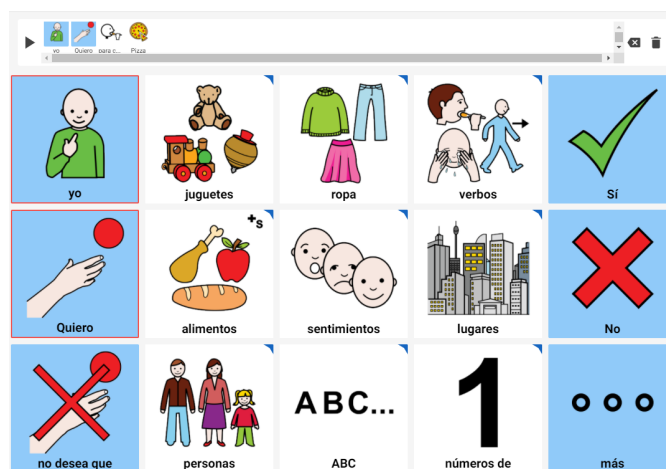 yo Quiero para c... Pizza
yo juguetes ropa verbos Sí
+s
Quiero alimentos sentimientos lugares No
ABC... 1
no desea que personas ABC números de más